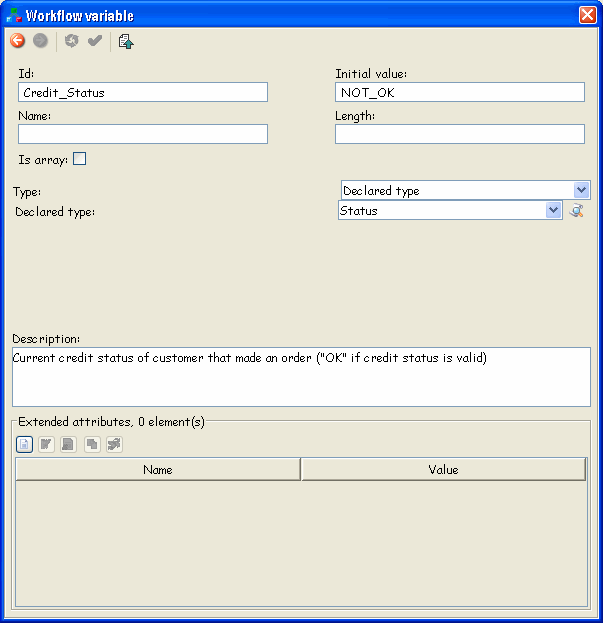 Workflow variable
Id:
Initial value:
Credit_Status
NOT_OK
Name:
Length:
Is array:
Type:
Declared type
Declared type:
Status
Description:
Current credit status of customer that made an order ("OK" if credit status is valid)
Extended attributes, 0 element(s)
Name
Value